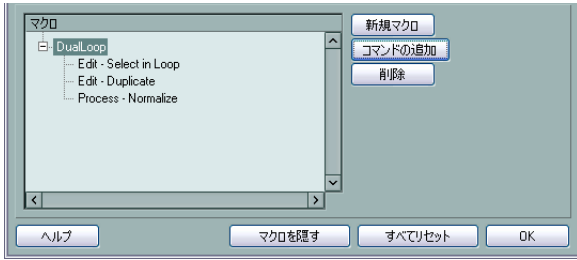 マクロ
新規マクロ
DualLoop
コマンドの追加
Edit - Select in Loop
削除
Edit - Duplicate
Process - Normalize
ヘルプ
マクロを隠す
すべてリセット
OK